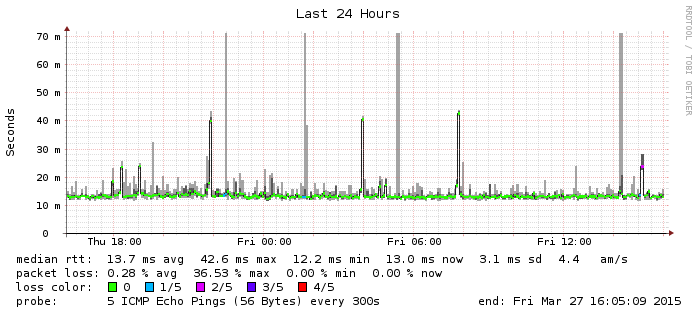 Last 24 Hours
RRDTOOL / TOBI OETIKER
Seconds
70 m
60 m
50 m
40 m
30 m
20 m
10 m
0
Thu 18:00 Fri 00:00 Fri 06:00 Fri 12:00
median rtt: 13.7 ms avg 42.6 ms max 12.2 ms min 13.0 ms now 3.1 ms sd 4.4 am/s
packet loss: 0.28 % avg 36.53 % max 0.00 % min 0.00 % now
loss color: 0 1/5 2/5 3/5 4/5
probe: 5 ICMP Echo Pings (56 Bytes) every 300s end: Fri Mar 27 16:05:09 2015